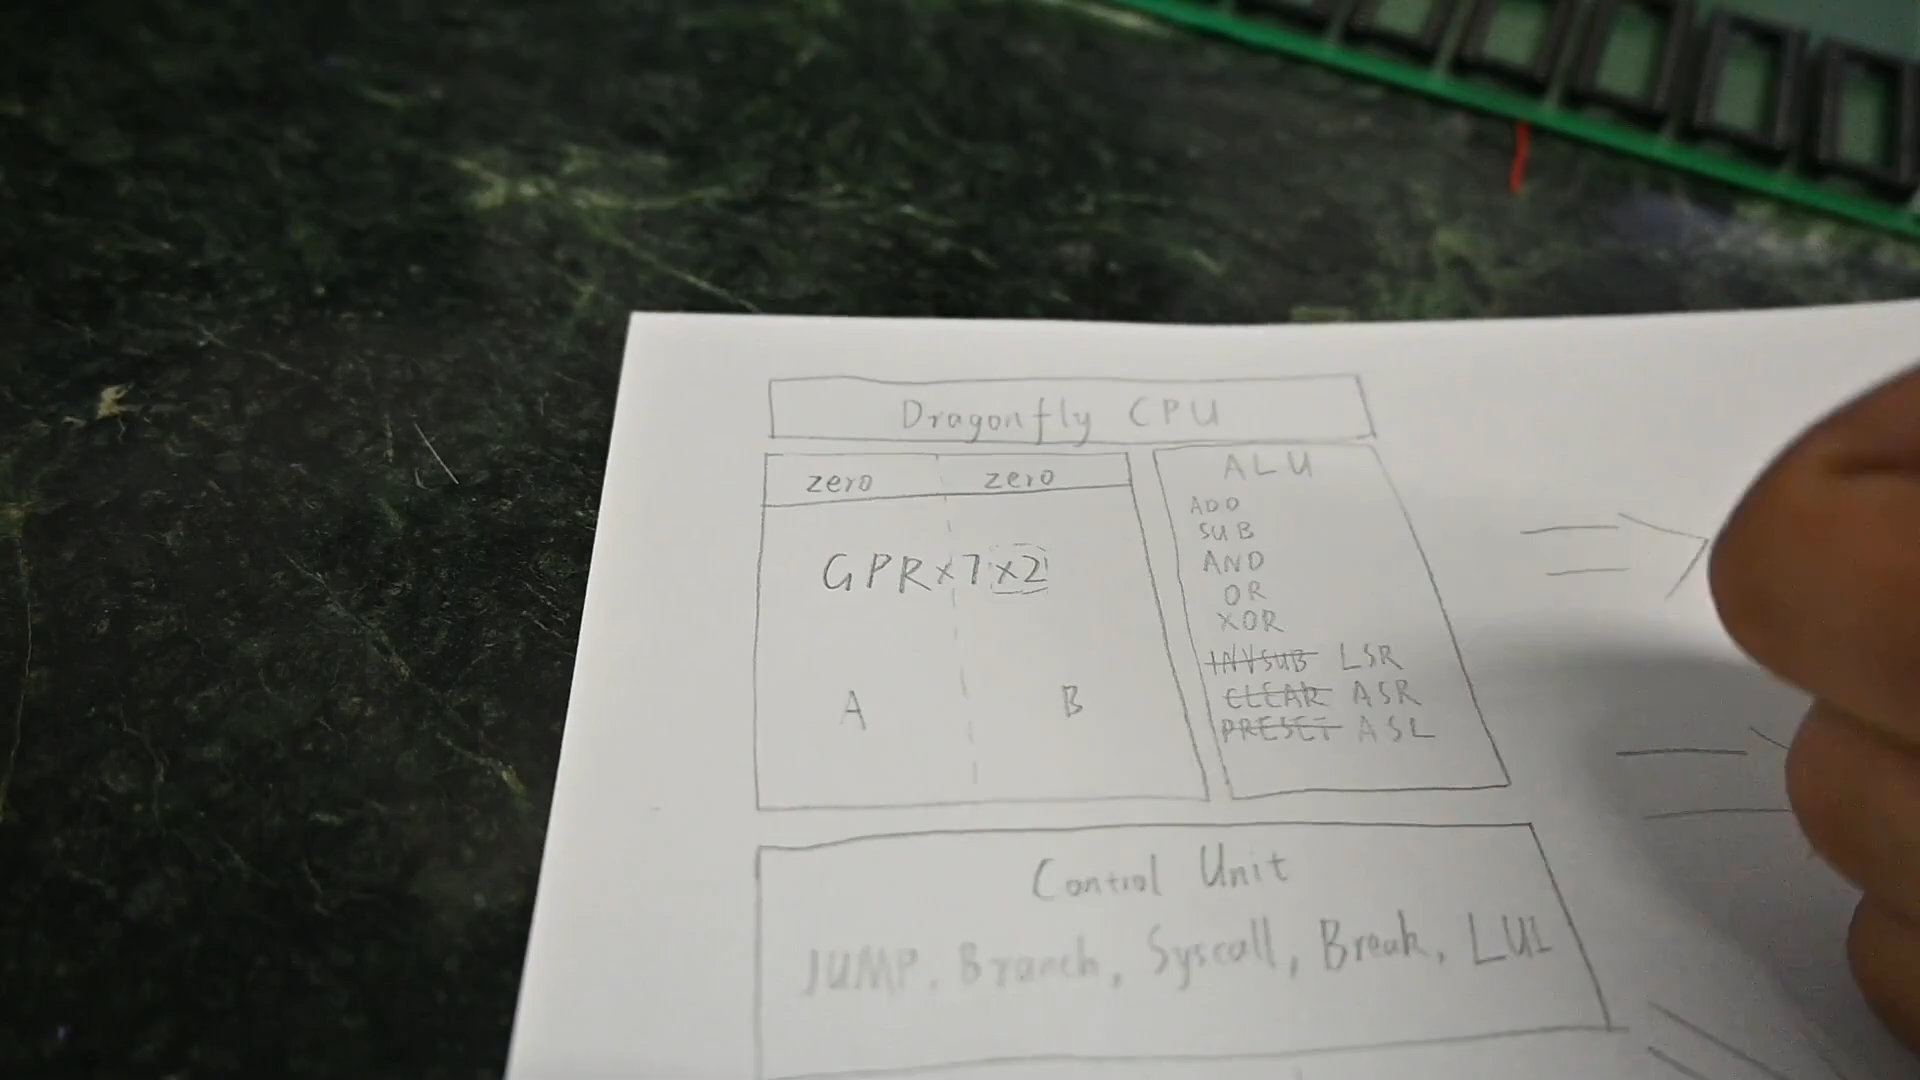 Dragonfly CPU
zero zero
GPR×7×2
A B
ALU
ADD
SUB
AND
OR
XOR
INVSUB LSR
CLEAR ASR
PRESET ASL
Control Unit
JUMP, Branch, Syscall, Break, LUI